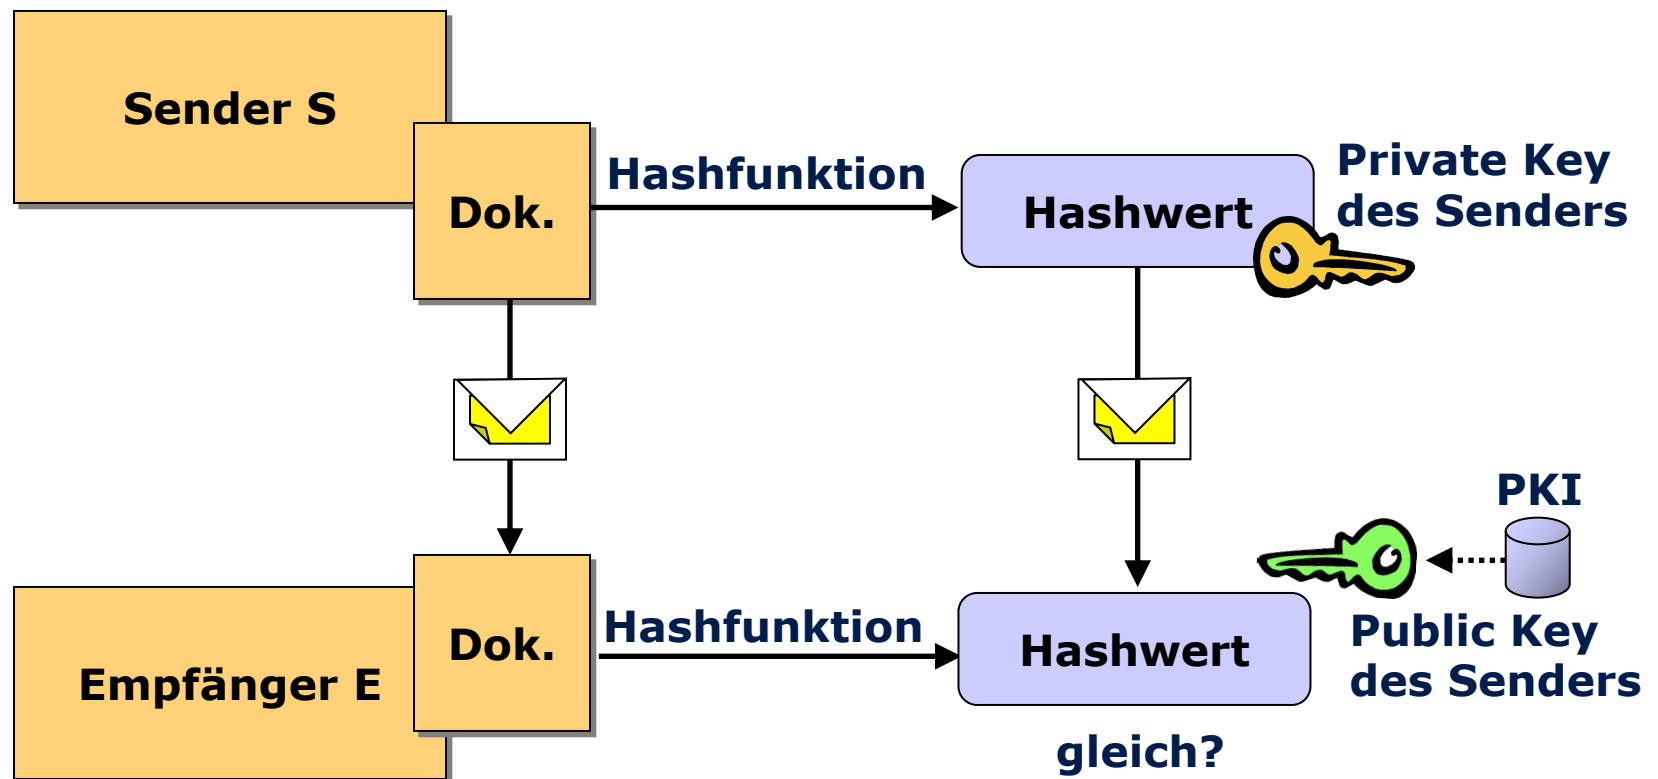 Sender S
Dok.
Hashfunktion
Hashwert
Private Key
des Senders
PKI
Empfänger E
Dok.
Hashfunktion
Hashwert
Public Key
des Senders
gleich?